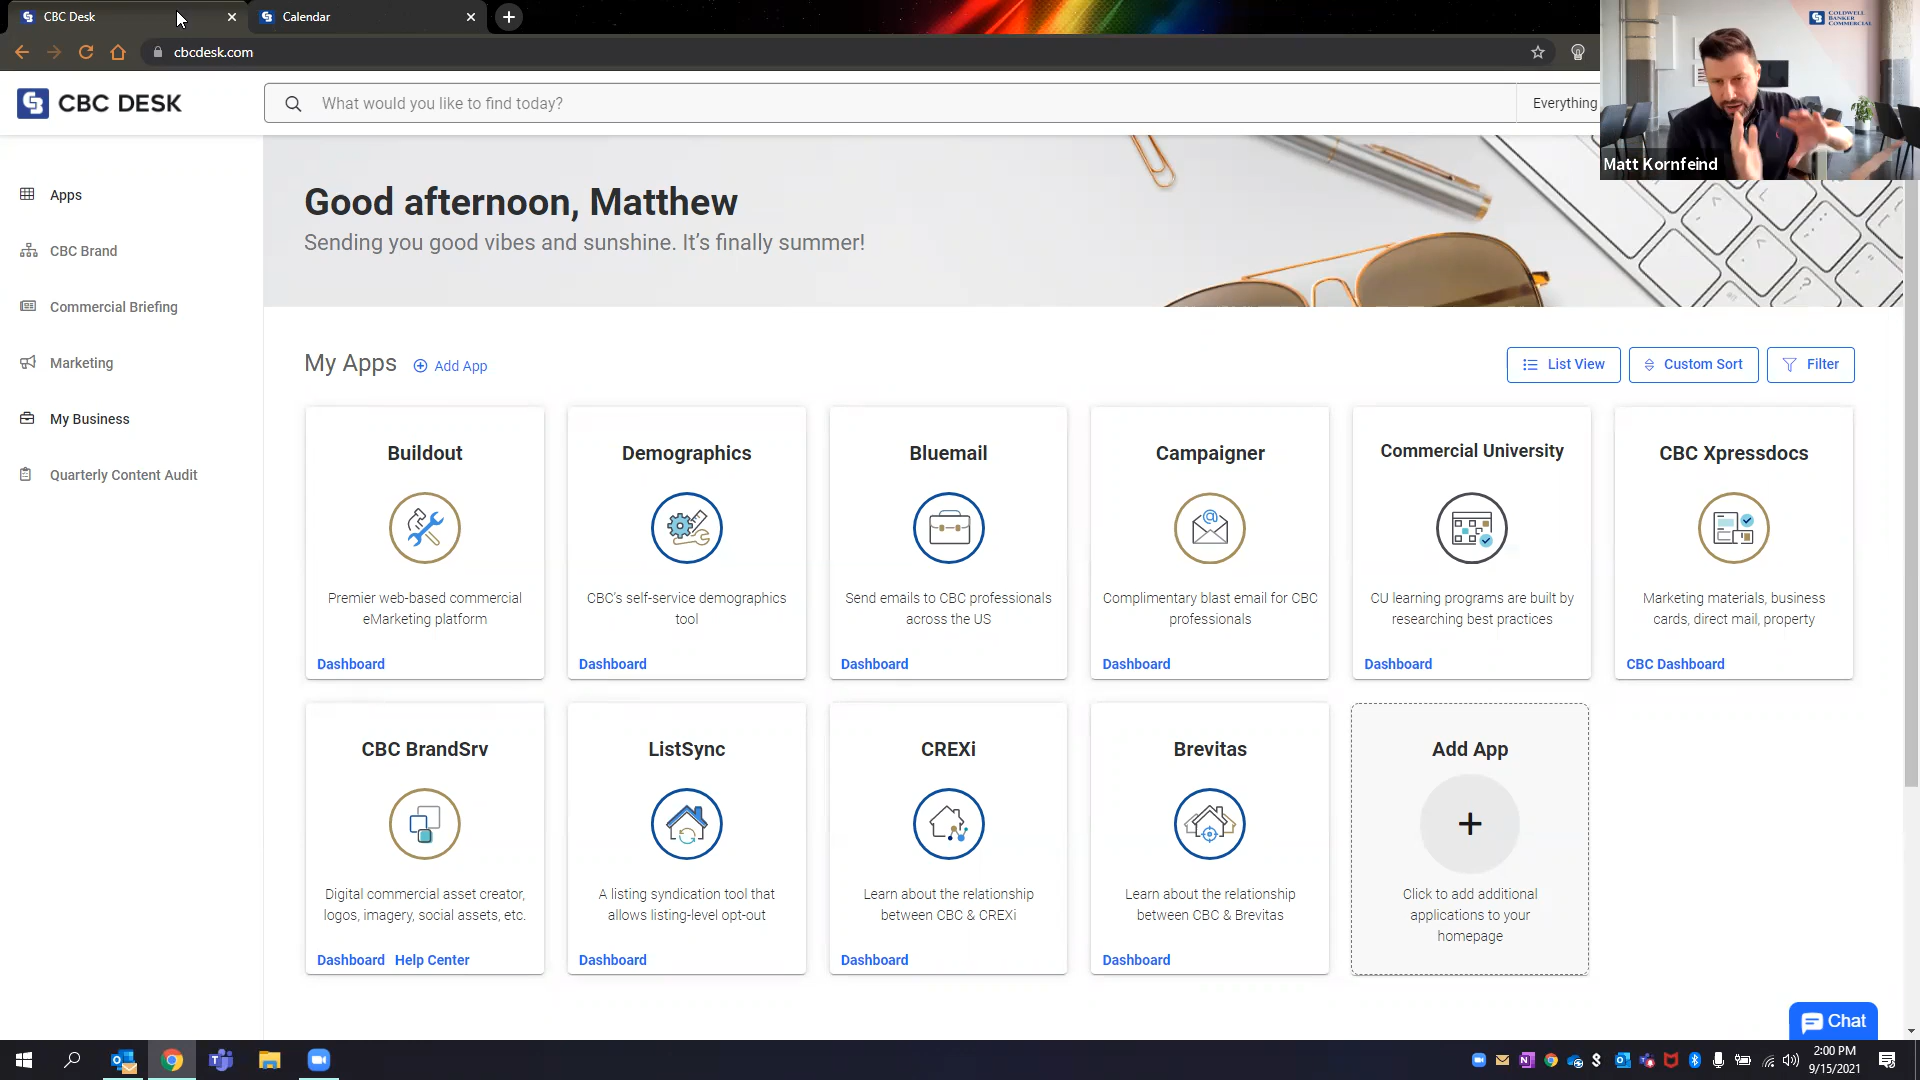 CBC Desk
Calendar
cbcdesk.com
COLDWELL
BANKER
COMMERCIAL
Matt Kornfeind
CBC DESK
What would you like to find today?
Everything
Apps
CBC Brand
Commercial Briefing
Marketing
My Business
Quarterly Content Audit
Good afternoon, Matthew
Sending you good vibes and sunshine. It's finally summer!
My Apps
Add App
List View
Custom Sort
Filter
Buildout
Premier web-based commercial
eMarketing platform
Dashboard
Demographics
CBC's self-service demographics
tool
Dashboard
Bluemail
Send emails to CBC professionals
across the US
Dashboard
Campaigner
Complimentary blast email for CBC
professionals
Dashboard
Commercial University
CU learning programs are built by
researching best practices
Dashboard
CBC Xpressdocs
Marketing materials, business
cards, direct mail, property
CBC Dashboard
CBC BrandSrv
Digital commercial asset creator,
logos, imagery, social assets, etc.
Dashboard Help Center
ListSync
A listing syndication tool that
allows listing-level opt-out
Dashboard
CREXi
Learn about the relationship
between CBC & CREXi
Dashboard
Brevitas
Learn about the relationship
between CBC & Brevitas
Dashboard
Add App
Click to add additional
applications to your
homepage
Chat
2:00 PM
9/15/2021